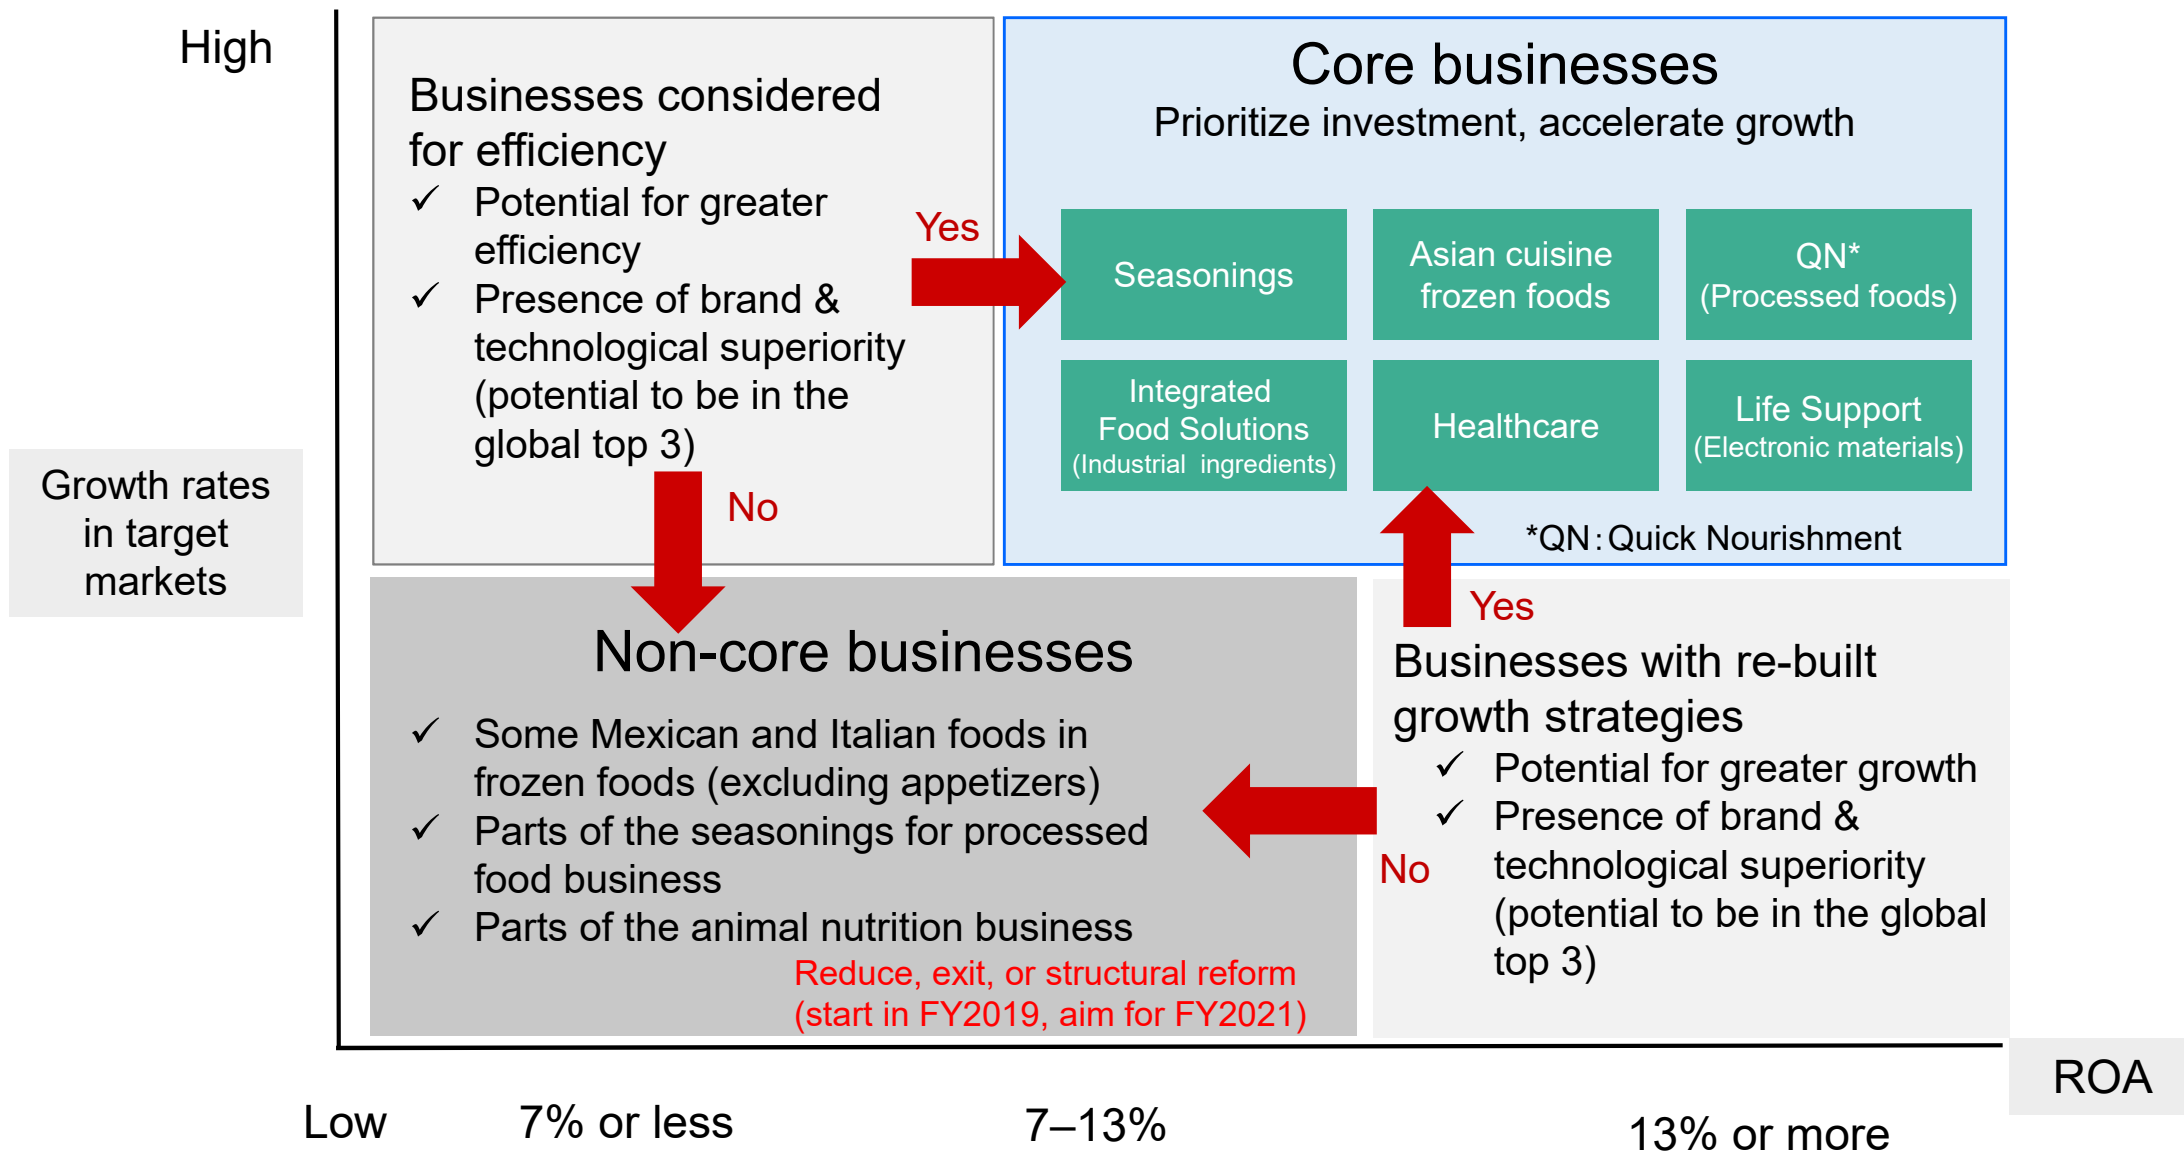 High
Businesses considered
for efficiency
✓ Potential for greater
efficiency
✓ Presence of brand &
technological superiority
(potential to be in the
global top 3)
Yes
No
Core businesses
Prioritize investment, accelerate growth
Seasonings
Asian cuisine
frozen foods
QN*
(Processed foods)
Integrated
Food Solutions
(Industrial ingredients)
Healthcare
Life Support
(Electronic materials)
*QN:Quick Nourishment
Growth rates
in target
markets
Non-core businesses
✓ Some Mexican and Italian foods in
frozen foods (excluding appetizers)
✓ Parts of the seasonings for processed
food business
✓ Parts of the animal nutrition business
Reduce, exit, or structural reform
(start in FY2019, aim for FY2021)
Yes
Businesses with re-built
growth strategies
✓ Potential for greater growth
✓ Presence of brand &
technological superiority
(potential to be in the global
top 3)
No
ROA
Low
7% or less
7–13%
13% or more